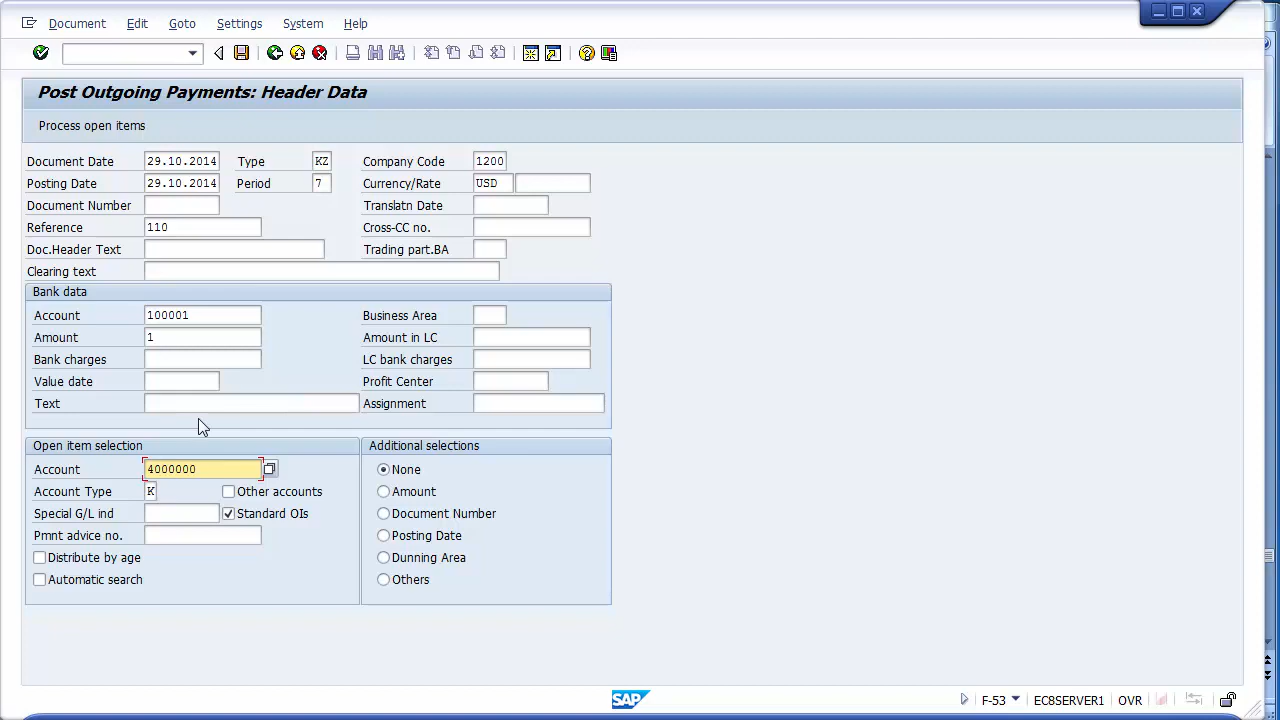 Document Edit Goto Settings System Help
Post Outgoing Payments: Header Data
Process open items
Document Date 29.10.2014 Type KZ Company Code 1200
Posting Date 29.10.2014 Period 7 Currency/Rate USD
Document Number Translatn Date
Reference 110 Cross-CC no.
Doc.Header Text Trading part.BA
Clearing text
Bank data
Account 100001 Business Area
Amount 1 Amount in LC
Bank charges LC bank charges
Value date Profit Center
Text Assignment
Open item selection Additional selections
Account 4000000 None
Account Type K Other accounts Amount
Special G/L ind Standard OIs Document Number
Pmnt advice no. Posting Date
Distribute by age Dunning Area
Automatic search Others
SAP F-53 EC8SERVER1 OVR